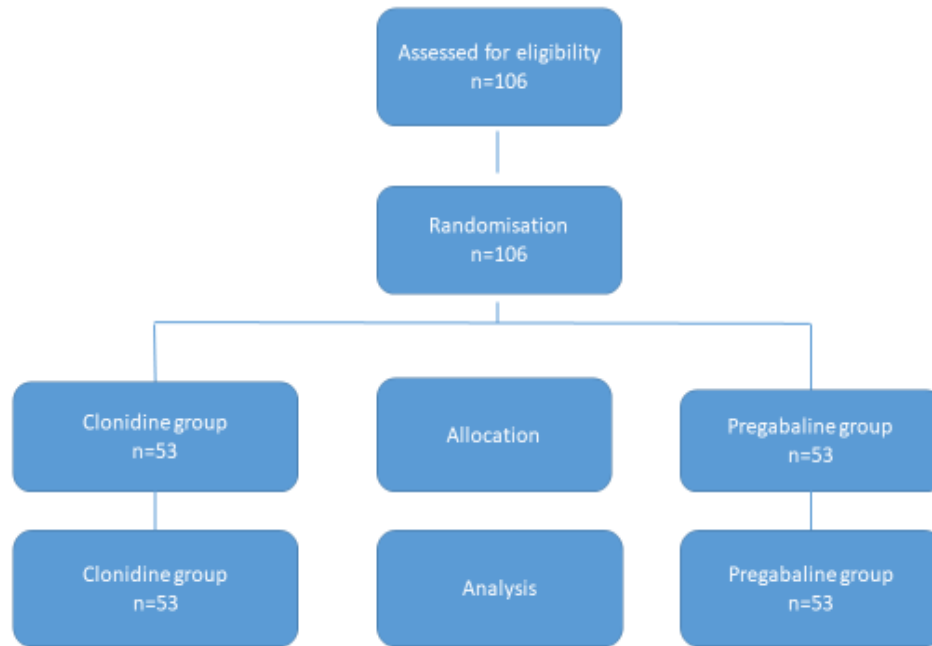 Assessed for eligibility
n=106
Randomisation
n=106
Clonidine group
n=53
Allocation
Pregabaline group
n=53
Clonidine group
n=53
Analysis
Pregabaline group
n=53